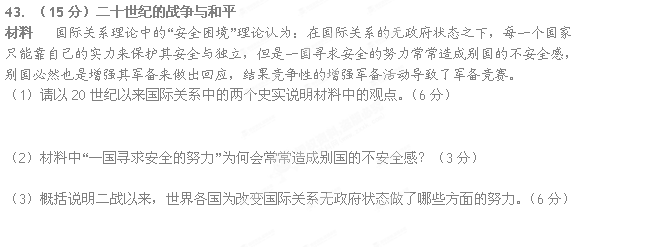 43. (15分)二十世纪的战争与和平
材料 国际关系理论中的“安全困境”理论认为：在国际关系的无政府状态之下，每一个国家
只能靠自己的实力来保护其安全与独立，但是一国寻求安全的努力常常造成别国的不安全感，
别国必然也是增强其军备来做出回应，结果竞争性的增强军备活动导致了军备竞赛。
（1）请以20世纪以来国际关系中的两个史实说明材料中的观点。（6分）
（2）材料中“一国寻求安全的努力”为何会常常造成别国的不安全感？（3分）
（3）概括说明二战以来，世界各国为改变国际关系无政府状态做了哪些方面的努力。（6分）